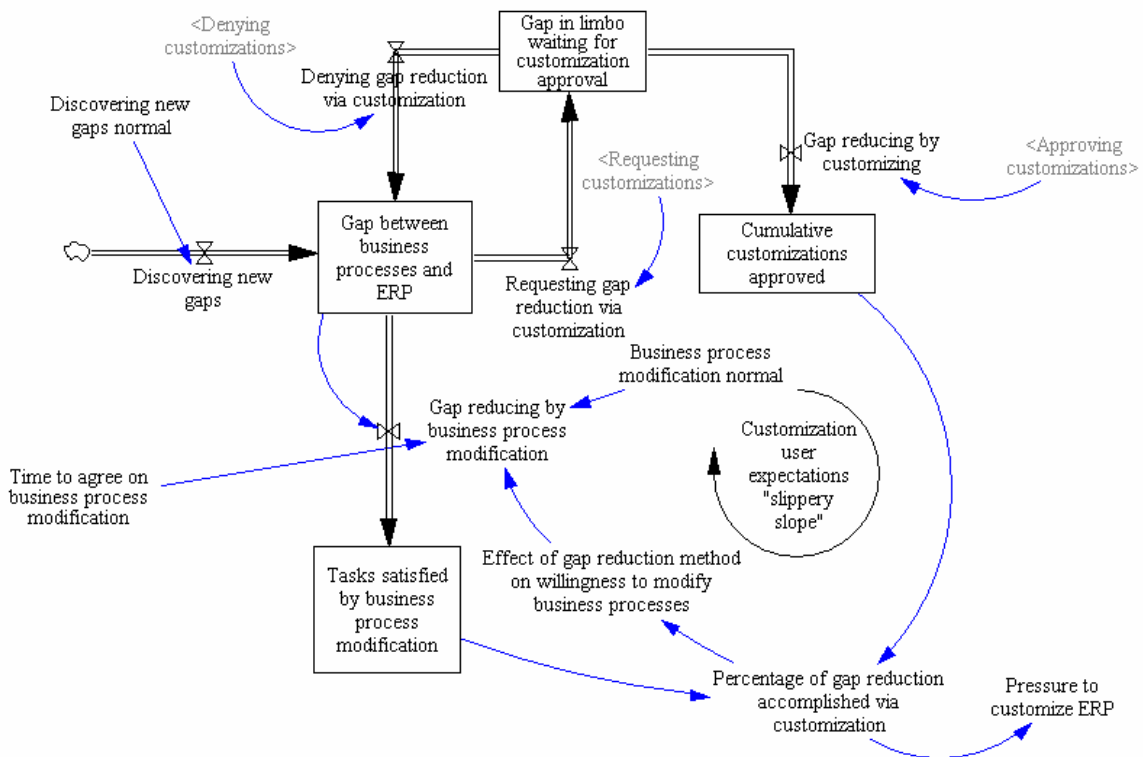 <Denying
customizations>
Gap in limbo
waiting for
customization
approval
Denying gap reduction
via customization
Discovering new
gaps normal
Gap reducing by
customizing
<Requesting
customizations>
<Approving
customizations>
Gap between
business
processes and
ERP
Cumulative
customizations
approved
Discovering new
gaps
Requesting gap
reduction via
customization
Business process
modification normal
Gap reducing by
business process
modification
Customization
user
expectations
"slippery
slope"
Time to agree on
business process
modification
Effect of gap reduction method
on willingness to modify
business processes
Tasks satisfied
by business
process
modification
Percentage of gap reduction
accomplished via
customization
Pressure to
customize ERP